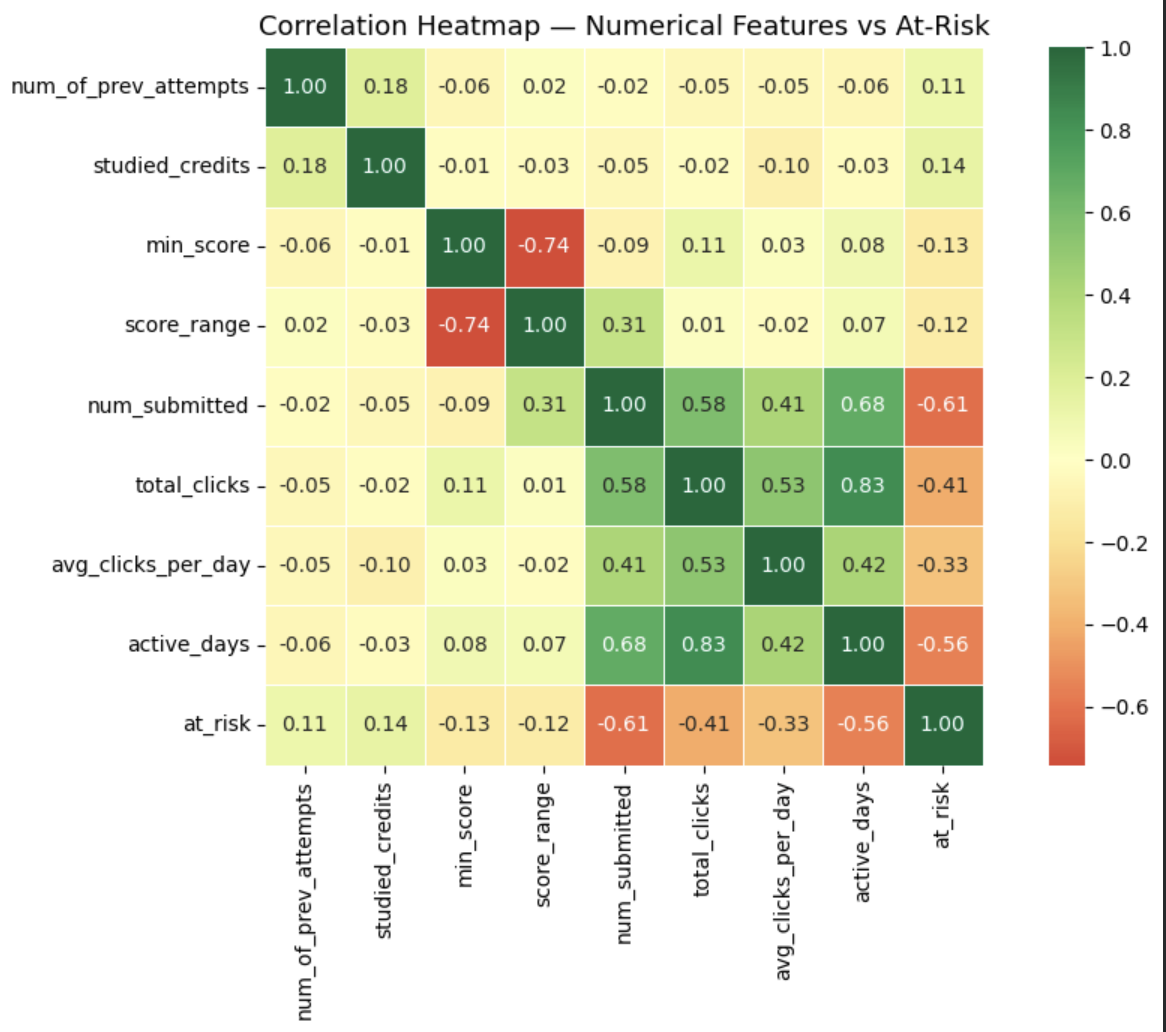 Correlation Heatmap — Numerical Features vs At-Risk
num_of_prev_attempts 1.00 0.18 -0.06 0.02 -0.02 -0.05 -0.05 -0.06 0.11
studied_credits 0.18 1.00 -0.01 -0.03 -0.05 -0.02 -0.10 -0.03 0.14
min_score -0.06 -0.01 1.00 -0.74 -0.09 0.11 0.03 0.08 -0.13
score_range 0.02 -0.03 -0.74 1.00 0.31 0.01 -0.02 0.07 -0.12
num_submitted -0.02 -0.05 -0.09 0.31 1.00 0.58 0.41 0.68 -0.61
total_clicks -0.05 -0.02 0.11 0.01 0.58 1.00 0.53 0.83 -0.41
avg_clicks_per_day -0.05 -0.10 0.03 -0.02 0.41 0.53 1.00 0.42 -0.33
active_days -0.06 -0.03 0.08 0.07 0.68 0.83 0.42 1.00 -0.56
at_risk 0.11 0.14 -0.13 -0.12 -0.61 -0.41 -0.33 -0.56 1.00
num_of_prev_attempts
studied_credits
min_score
score_range
num_submitted
total_clicks
avg_clicks_per_day
active_days
at_risk
1.0
0.8
0.6
0.4
0.2
0.0
−0.2
−0.4
−0.6